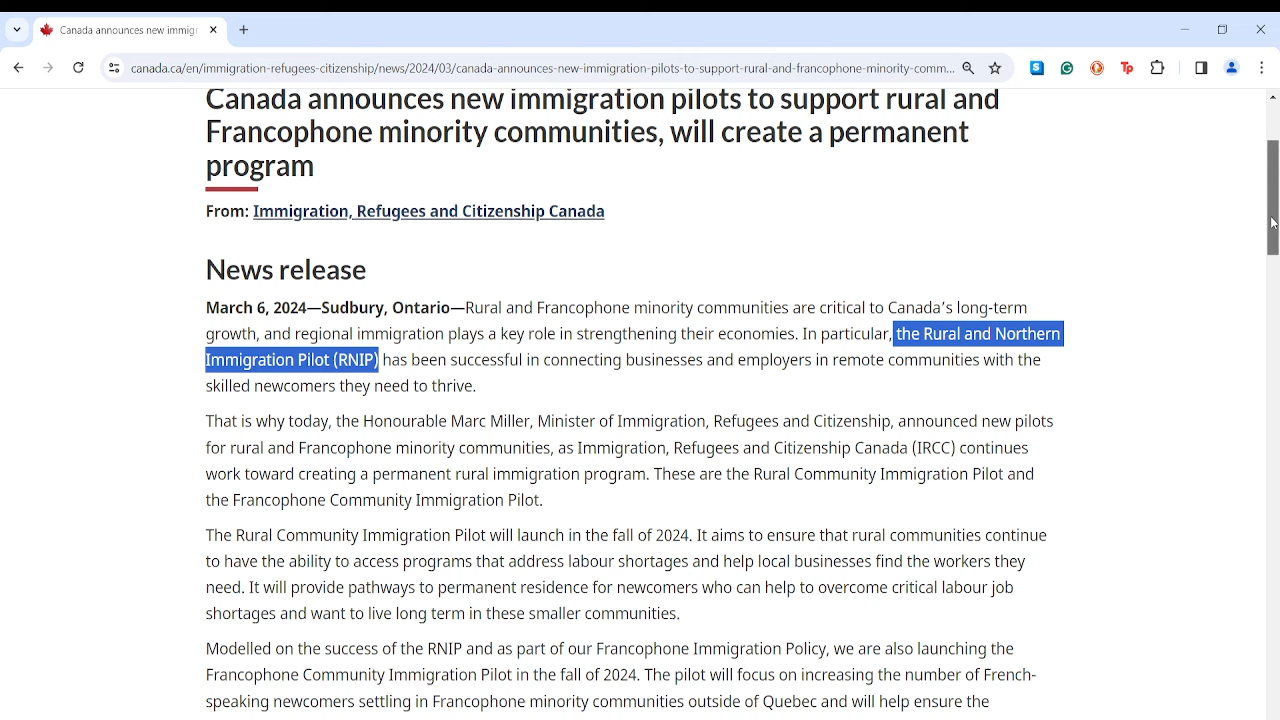 Canada announces new immigr
canada.ca/en/immigration-refugees-citizenship/news/2024/03/canada-announces-new-immigration-pilots-to-support-rural-and-francophone-minority-comm...
Canada announces new immigration pilots to support rural and
Francophone minority communities, will create a permanent
program
From: Immigration, Refugees and Citizenship Canada
News release
March 6, 2024—Sudbury, Ontario—Rural and Francophone minority communities are critical to Canada's long-term
growth, and regional immigration plays a key role in strengthening their economies. In particular, the Rural and Northern
Immigration Pilot (RNIP) has been successful in connecting businesses and employers in remote communities with the
skilled newcomers they need to thrive.
That is why today, the Honourable Marc Miller, Minister of Immigration, Refugees and Citizenship, announced new pilots
for rural and Francophone minority communities, as Immigration, Refugees and Citizenship Canada (IRCC) continues
work toward creating a permanent rural immigration program. These are the Rural Community Immigration Pilot and
the Francophone Community Immigration Pilot.
The Rural Community Immigration Pilot will launch in the fall of 2024. It aims to ensure that rural communities continue
to have the ability to access programs that address labour shortages and help local businesses find the workers they
need. It will provide pathways to permanent residence for newcomers who can help to overcome critical labour job
shortages and want to live long term in these smaller communities.
Modelled on the success of the RNIP and as part of our Francophone Immigration Policy, we are also launching the
Francophone Community Immigration Pilot in the fall of 2024. The pilot will focus on increasing the number of French-
speaking newcomers settling in Francophone minority communities outside of Quebec and will help ensure the